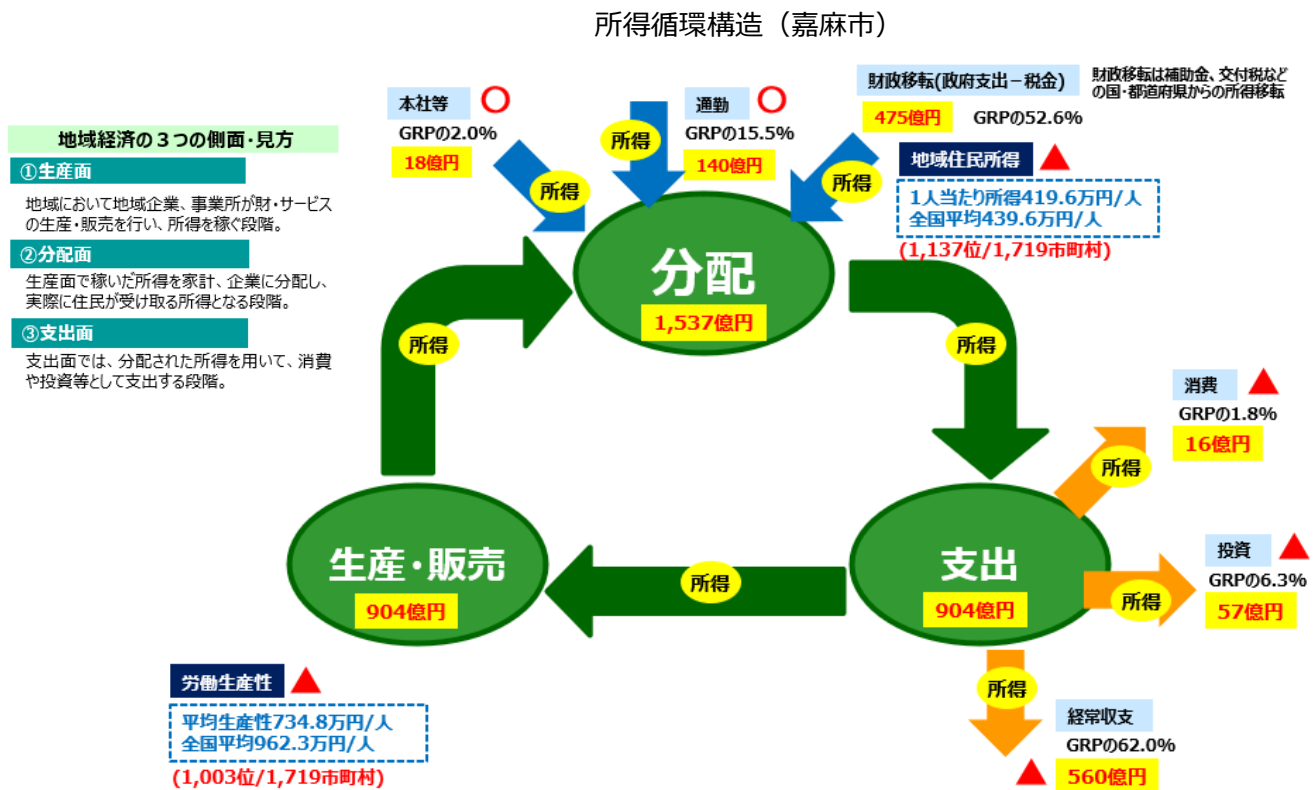 所得循環構造（嘉麻市）
地域経済の３つの側面・見方
①生産面
地域において地域企業、事業所が財・サービス
の生産・販売を行い、所得を稼ぐ段階。
②分配面
生産面で稼いだ所得を家計、企業に分配し、
実際に住民が受け取る所得となる段階。
③支出面
支出面では、分配された所得を用いて、消費
や投資等として支出する段階。
本社等
GRPの2.0%
18億円
所得
所得
通勤
GRPの15.5%
140億円
財政移転(政府支出－税金)
475億円 GRPの52.6%
財政移転は補助金、交付税など
の国・都道府県からの所得移転
所得
地域住民所得
1人当たり所得419.6万円/人
全国平均439.6万円/人
(1,137位/1,719市町村)
分配
1,537億円
所得
所得
消費
GRPの1.8%
16億円
所得
投資
GRPの6.3%
57億円
所得
生産・販売
904億円
所得
支出
904億円
所得
経常収支
GRPの62.0%
560億円
労働生産性
平均生産性734.8万円/人
全国平均962.3万円/人
(1,003位/1,719市町村)